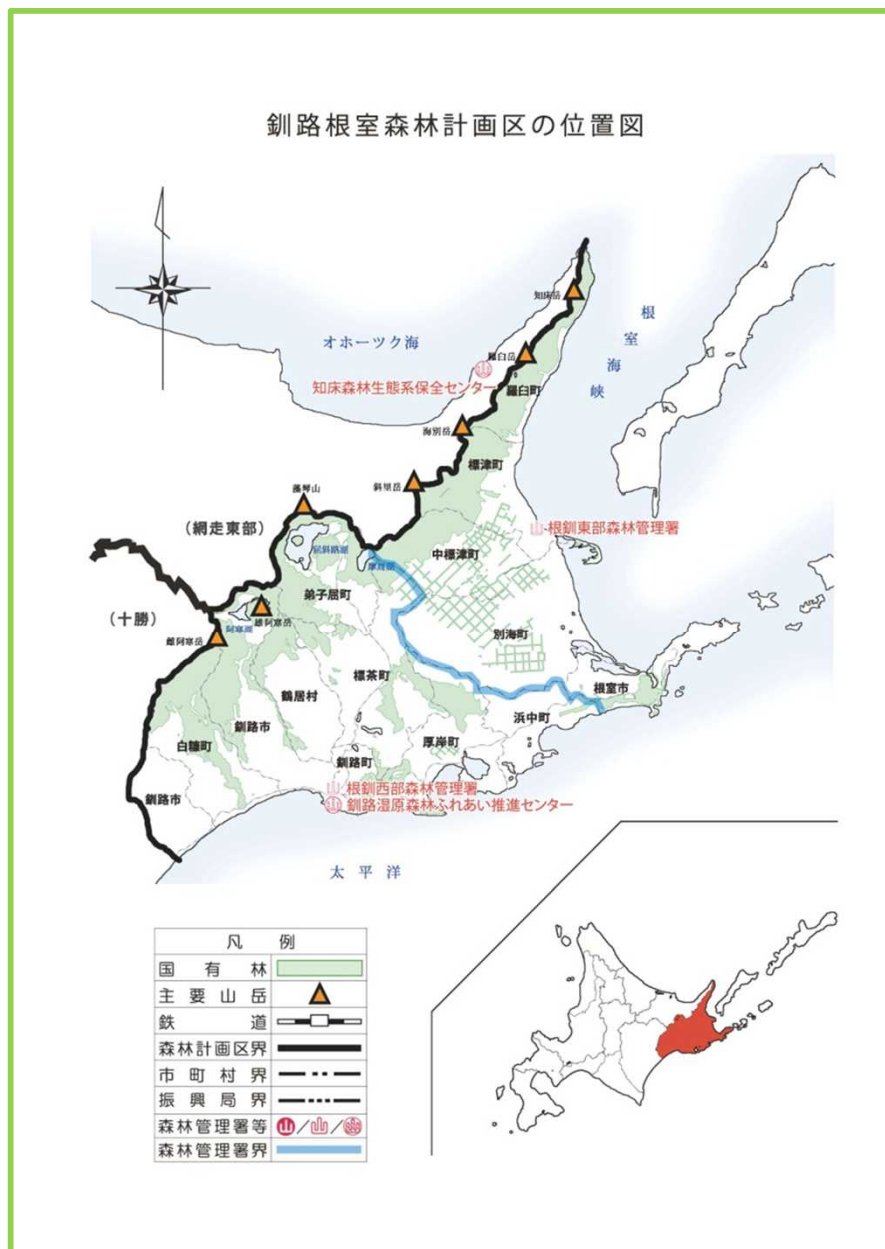 釧路根室森林計画区の位置図
知床岳
根室海峡
オホーツク海
羅臼岳
知床森林生態系保全センター
羅臼町
海別岳
標津町
斜里岳
藻琴山
(網走東部)
根釧東部森林管理署
屈斜路湖
摩周湖
中標津町
弟子屈町
(十勝)
雄阿寒岳
阿寒湖
雌阿寒岳
別海町
標茶町
鶴居村
根室市
浜中町
釧路市
白糠町
厚岸町
釧路町
釧路市
根釧西部森林管理署
釧路湿原森林ふれあい推進センター
太平洋
凡例
国有林
主要山岳
鉄道
森林計画区界
市町村界
振興局界
森林管理署等
森林管理署界